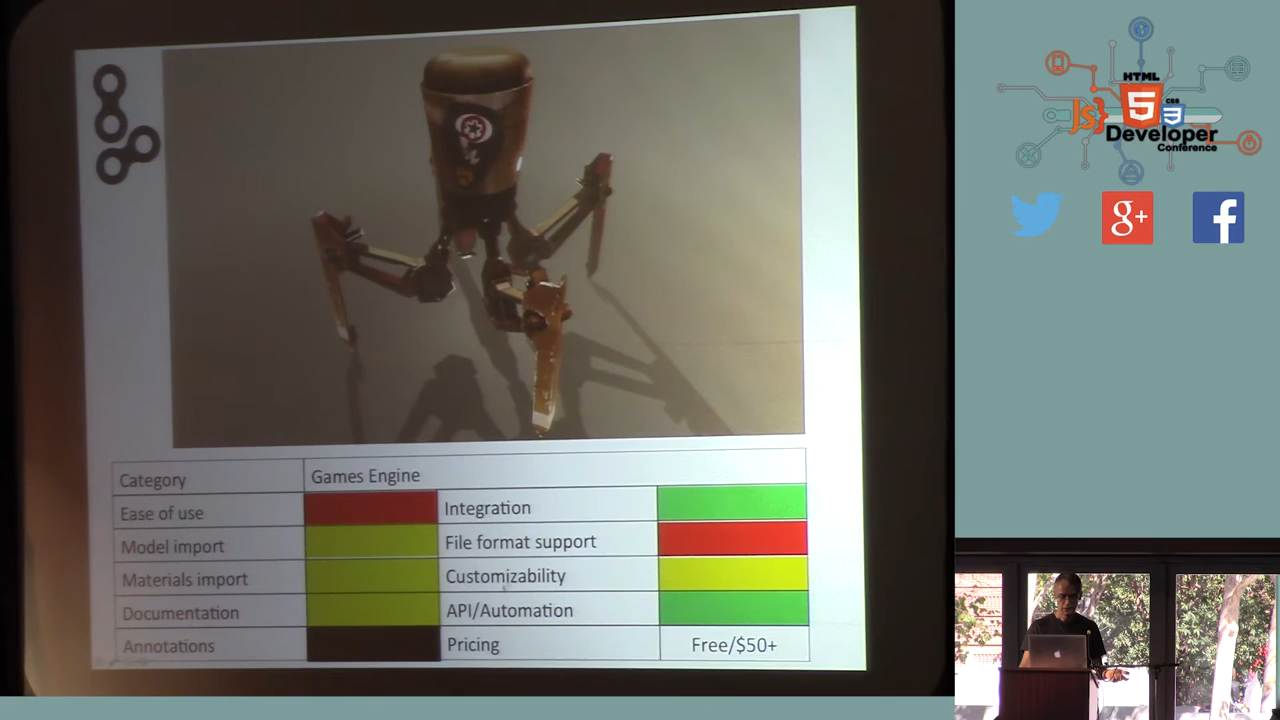 Category Games Engine
Ease of use Integration
Model import File format support
Materials import Customizability
Documentation API/Automation
Annotations Pricing Free/$50+
HTML
JS} 5 CSS 3
Developer
Conference
g+
f